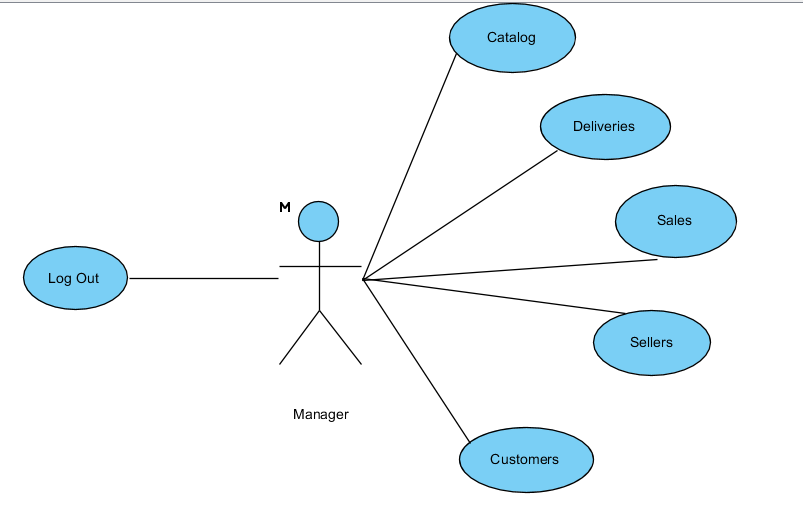 Catalog
Deliveries
M
Sales
Log Out
Sellers
Manager
Customers